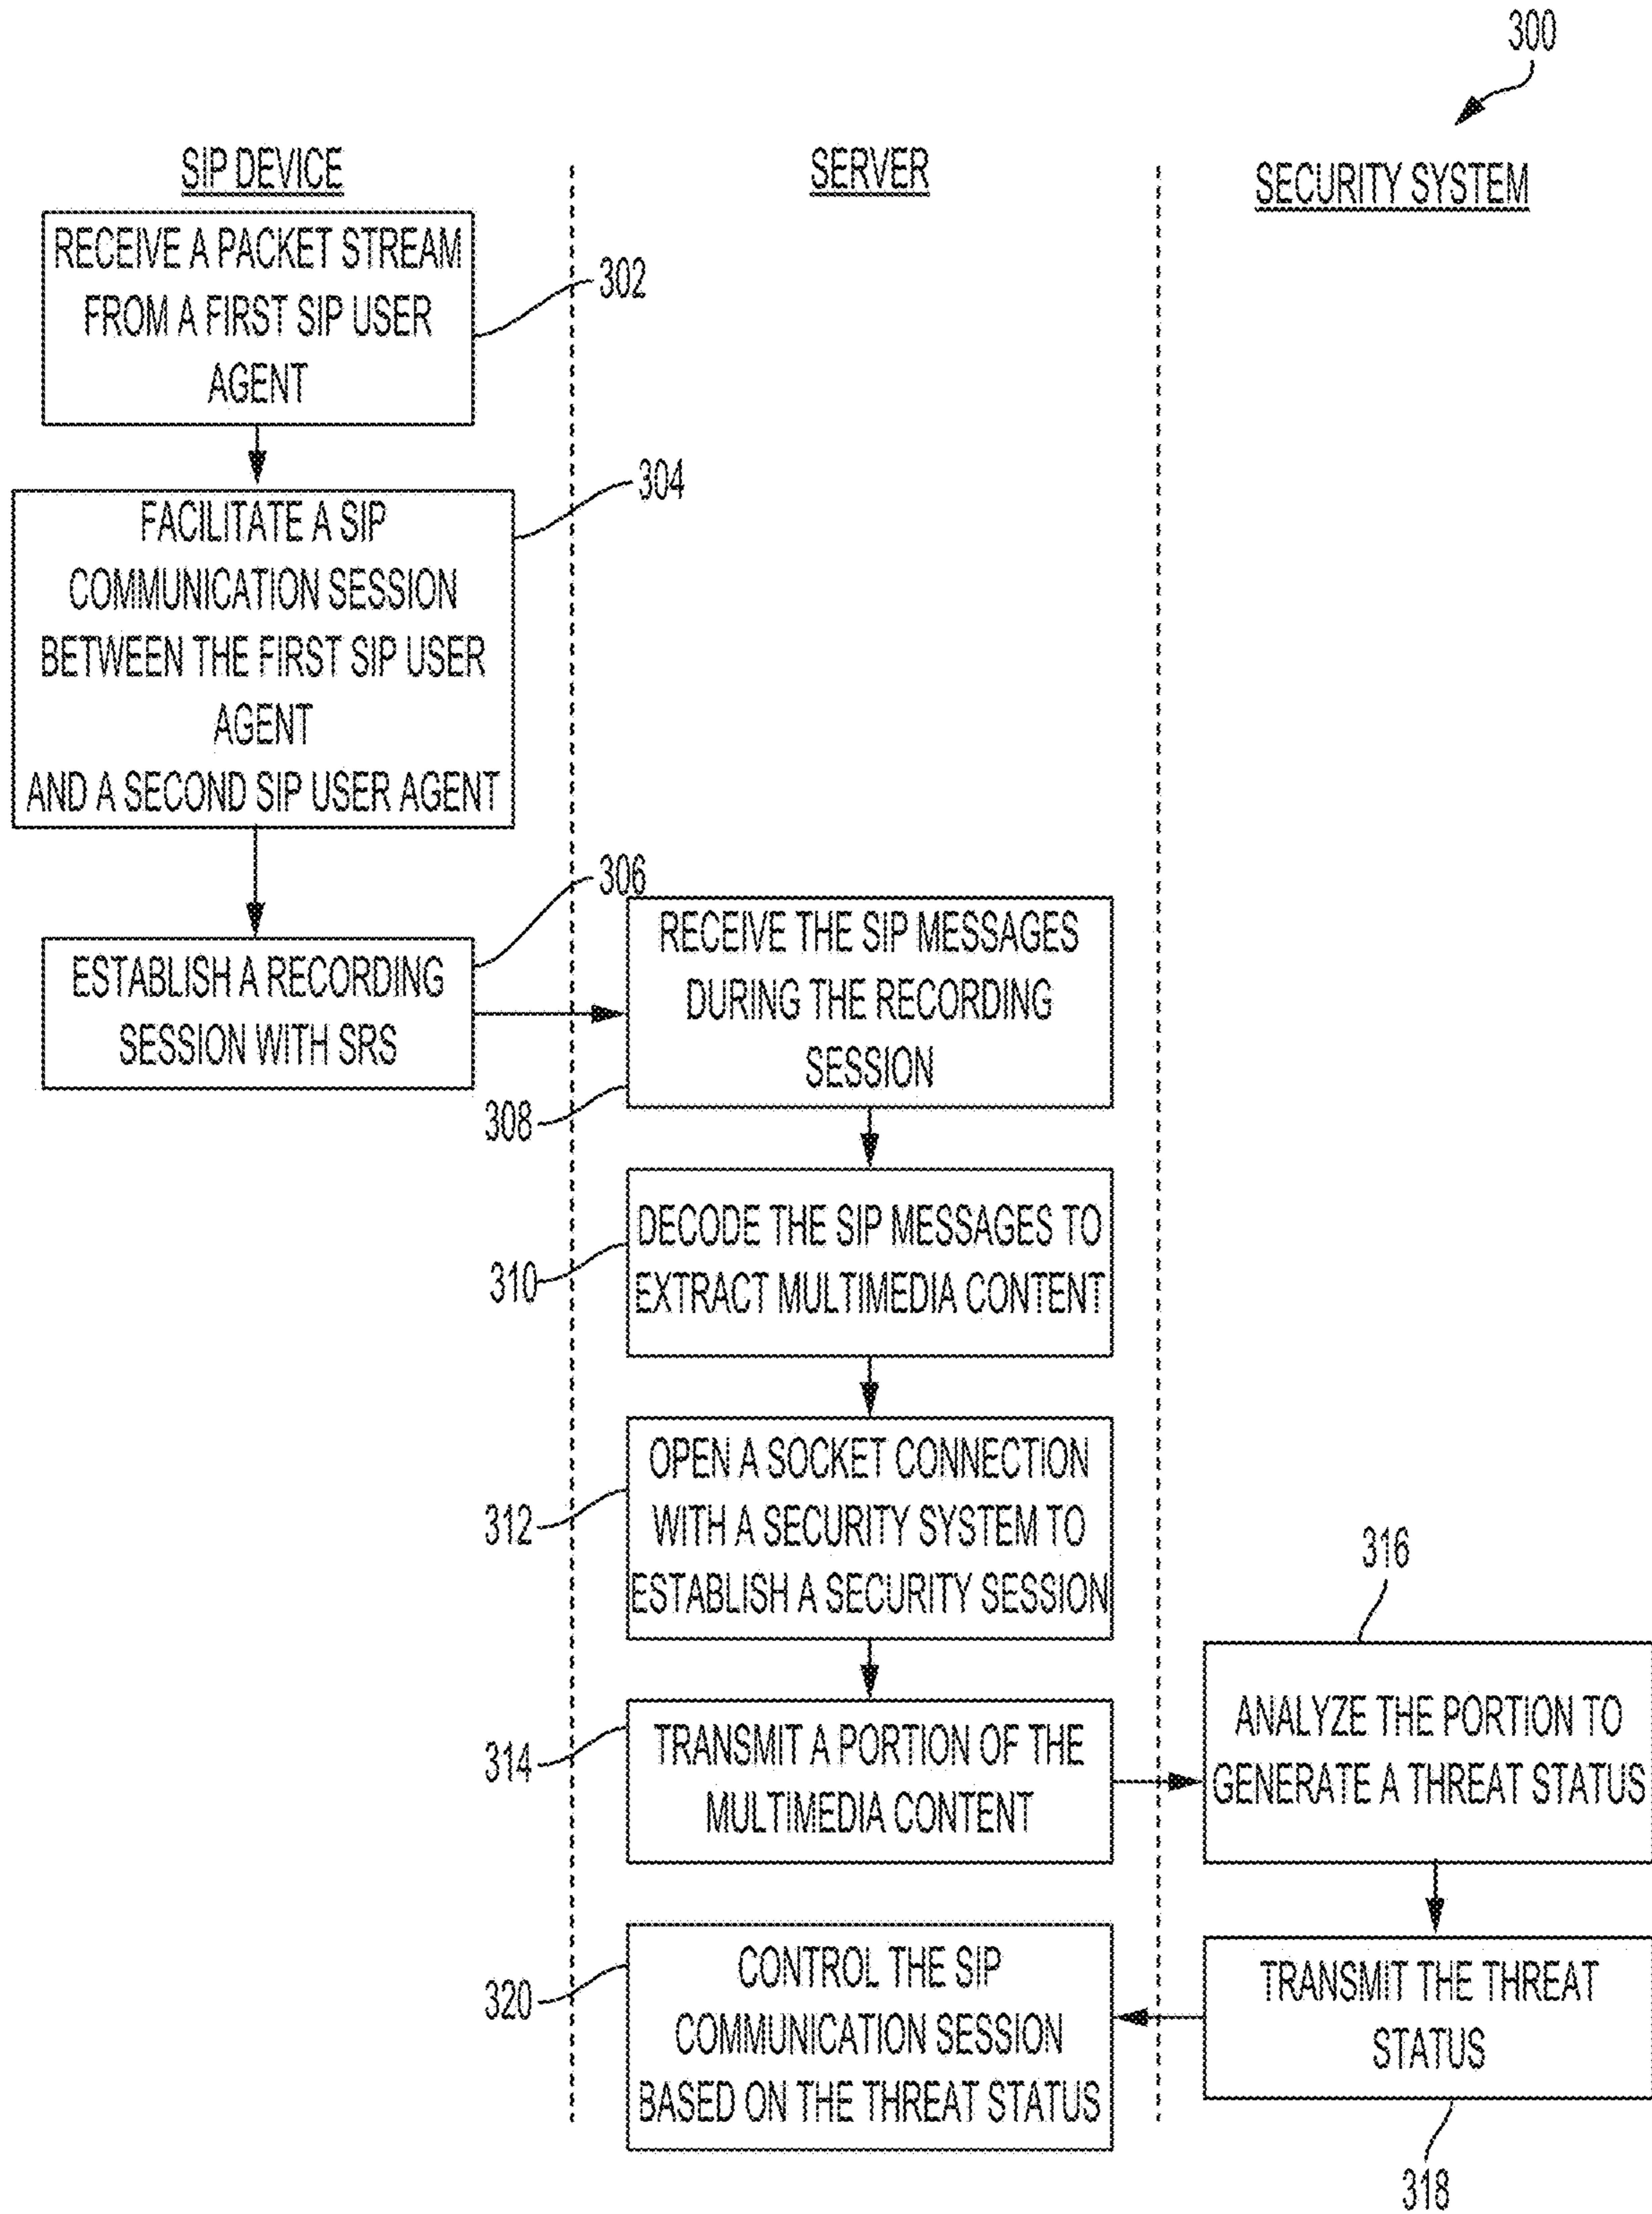 300
SIP DEVICE
SERVER
SECURITY SYSTEM
RECEIVE A PACKET STREAM
FROM A FIRST SIP USER
AGENT
302
304
FACILITATE A SIP
COMMUNICATION SESSION
BETWEEN THE FIRST SIP USER
AGENT
AND A SECOND SIP USER AGENT
306
ESTABLISH A RECORDING
SESSION WITH SRS
RECEIVE THE SIP MESSAGES
DURING THE RECORDING
SESSION
308
DECODE THE SIP MESSAGES TO
EXTRACT MULTIMEDIA CONTENT
310
OPEN A SOCKET CONNECTION
WITH A SECURITY SYSTEM TO
ESTABLISH A SECURITY SESSION
312
TRANSMIT A PORTION OF THE
MULTIMEDIA CONTENT
314
316
ANALYZE THE PORTION TO
GENERATE A THREAT STATUS
TRANSMIT THE THREAT
STATUS
318
CONTROL THE SIP
COMMUNICATION SESSION
BASED ON THE THREAT STATUS
320